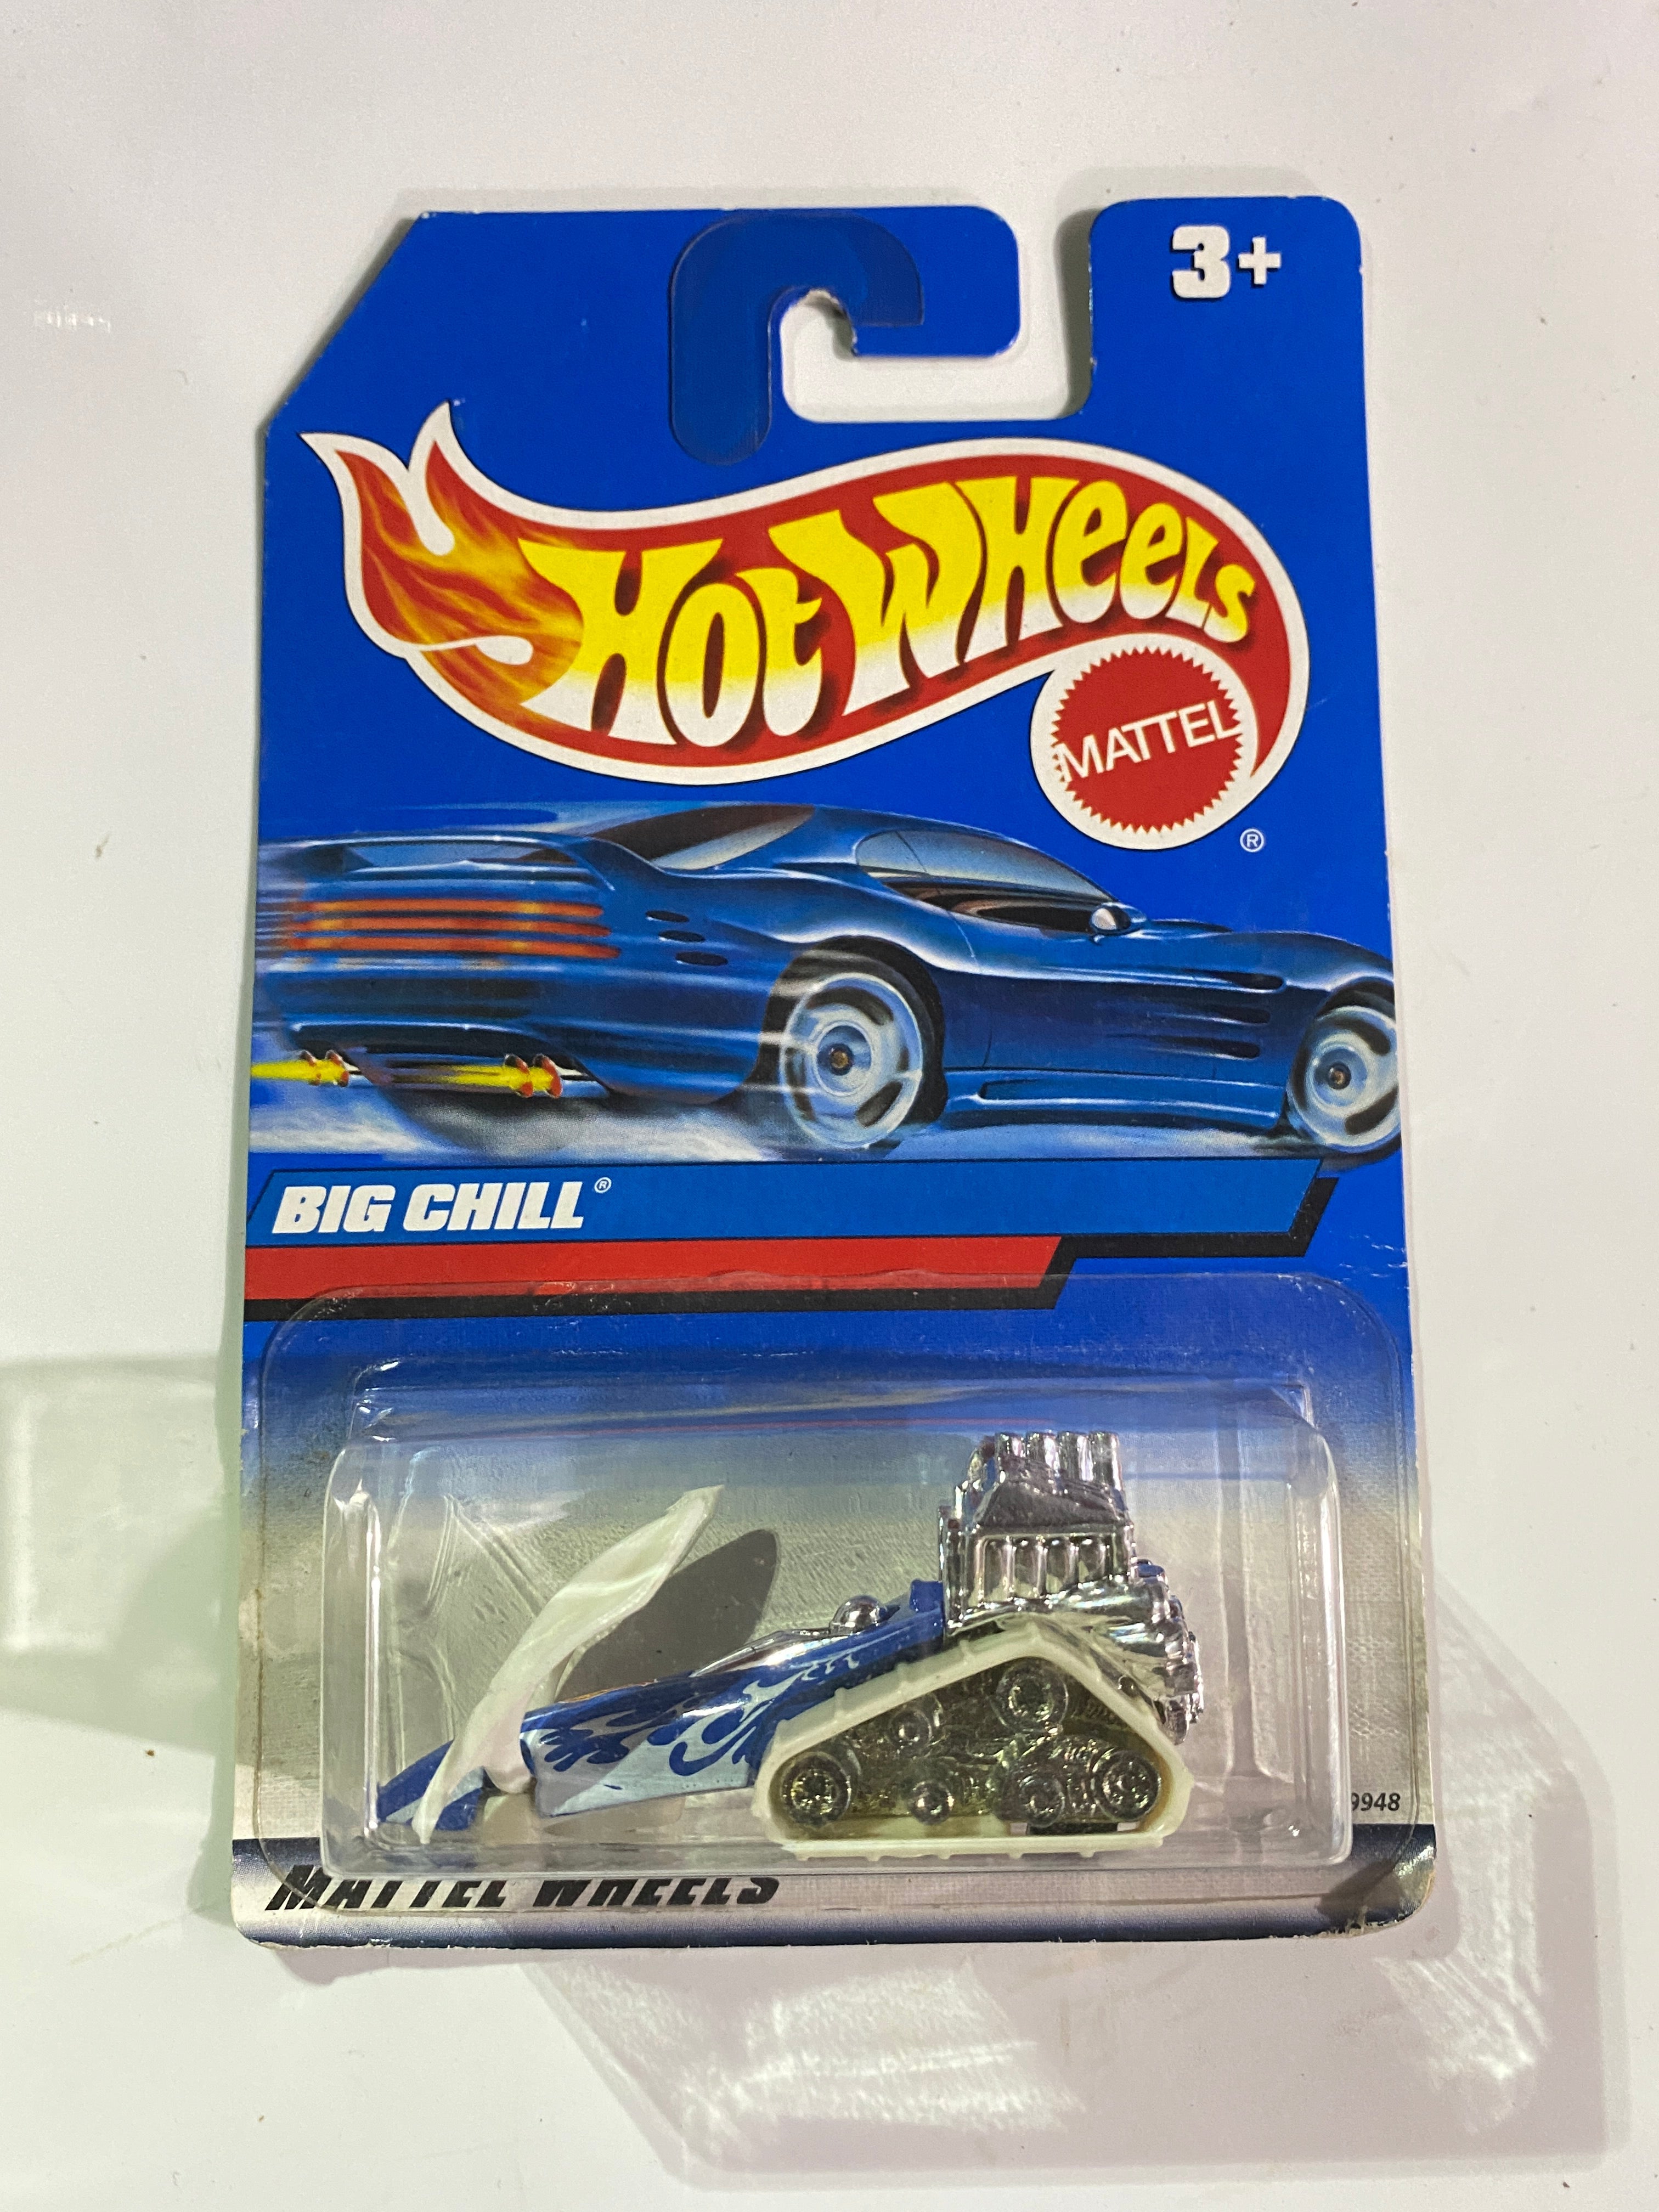 3+
HOT WHEELS
MATTEL
®
BIG CHILL®
9948
MATTEL WHEELS